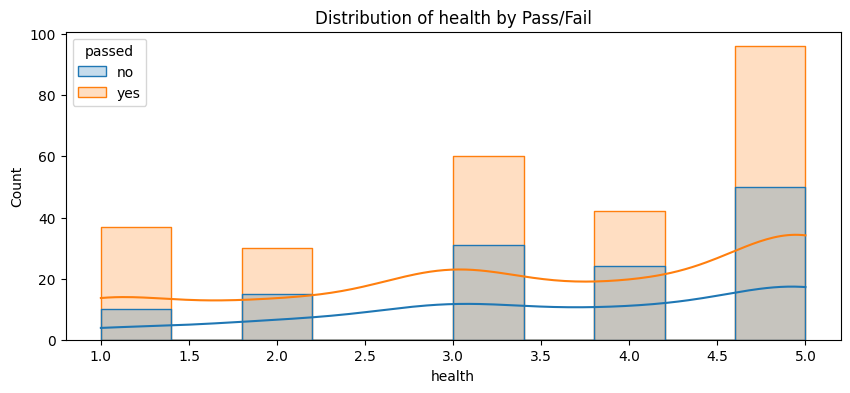 Distribution of health by Pass/Fail
passed
no
yes
Count
100
80
60
40
20
0
1.0 1.5 2.0 2.5 3.0 3.5 4.0 4.5 5.0
health